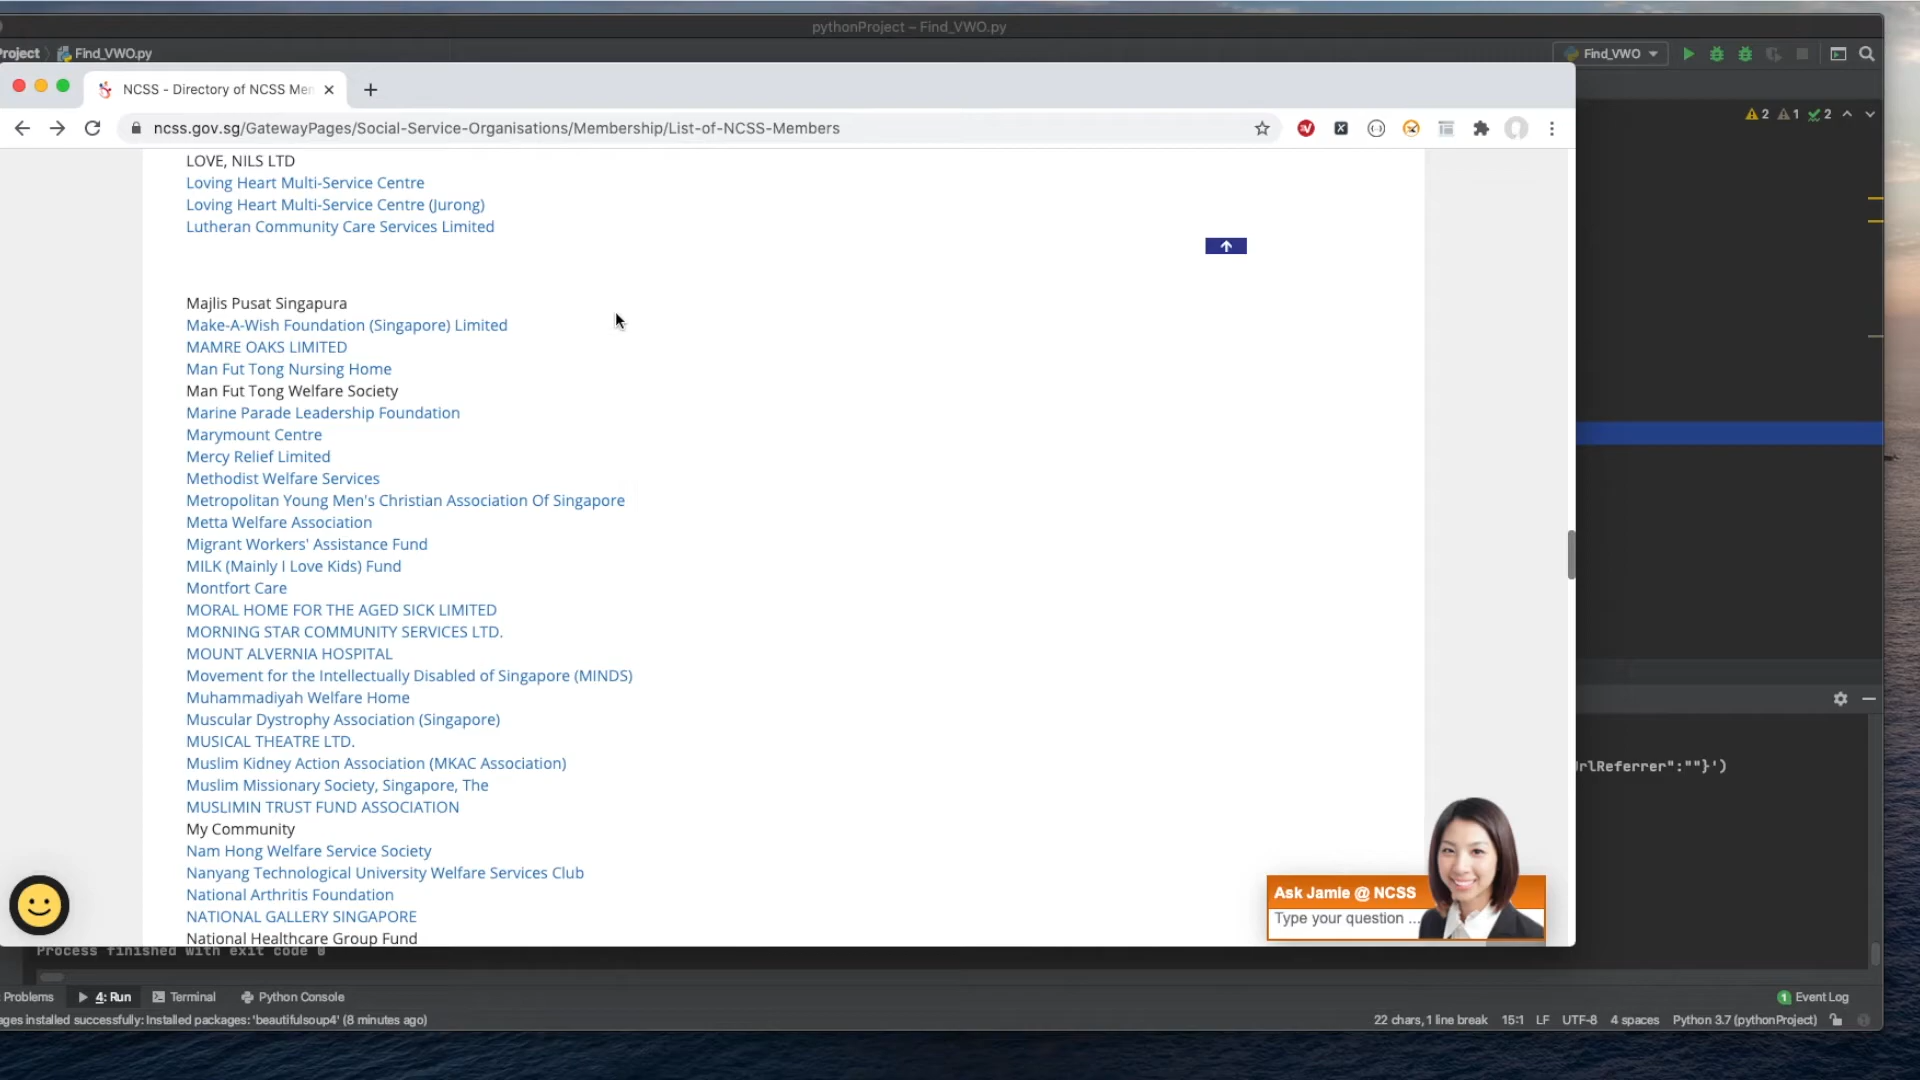 pythonProject – Find_VWO.py
Project
Find_VWO.py
Find_VWO
NCSS - Directory of NCSS Mem
2
1
2
ncss.gov.sg/GatewayPages/Social-Service-Organisations/Membership/List-of-NCSS-Members
LOVE, NILS LTD
Loving Heart Multi-Service Centre
Loving Heart Multi-Service Centre (Jurong)
Lutheran Community Care Services Limited
Majlis Pusat Singapura
Make-A-Wish Foundation (Singapore) Limited
MAMRE OAKS LIMITED
Man Fut Tong Nursing Home
Man Fut Tong Welfare Society
Marine Parade Leadership Foundation
Marymount Centre
Mercy Relief Limited
Methodist Welfare Services
Metropolitan Young Men's Christian Association Of Singapore
Metta Welfare Association
Migrant Workers' Assistance Fund
MILK (Mainly I Love Kids) Fund
Montfort Care
MORAL HOME FOR THE AGED SICK LIMITED
MORNING STAR COMMUNITY SERVICES LTD.
MOUNT ALVERNIA HOSPITAL
Movement for the Intellectually Disabled of Singapore (MINDS)
Muhammadiyah Welfare Home
Muscular Dystrophy Association (Singapore)
MUSICAL THEATRE LTD.
Muslim Kidney Action Association (MKAC Association)
UrlReferrer":""}')
Muslim Missionary Society, Singapore, The
MUSLIMIN TRUST FUND ASSOCIATION
My Community
Nam Hong Welfare Service Society
Nanyang Technological University Welfare Services Club
National Arthritis Foundation
NATIONAL GALLERY SINGAPORE
National Healthcare Group Fund
Ask Jamie @ NCSS
Type your question ...
Process finished with exit code 0
Problems
4: Run
Terminal
Python Console
1 Event Log
ages installed successfully: Installed packages: 'beautifulsoup4' (8 minutes ago)
22 chars, 1 line break 15:1 LF UTF-8 4 spaces Python 3.7 (pythonProject)